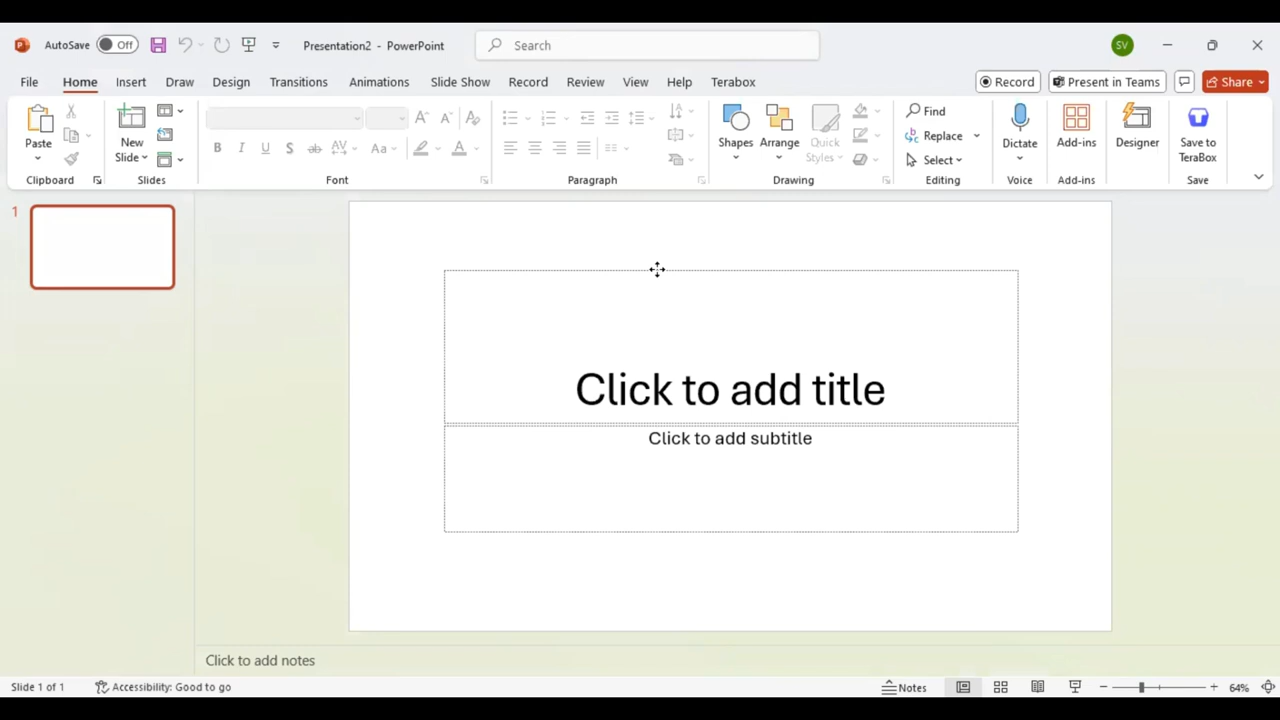 AutoSave Off Presentation2 - PowerPoint Search SV
File Home Insert Draw Design Transitions Animations Slide Show Record Review View Help Terabox Record Present in Teams Share
Paste New Slide B I U S ab AV Aa A A A A Shapes Arrange Quick Styles Find Replace Select Dictate Add-ins Designer Save to TeraBox
Clipboard Slides Font Paragraph Drawing Editing Voice Add-ins Save
1
Click to add title
Click to add subtitle
Click to add notes
Slide 1 of 1 Accessibility: Good to go Notes 64%